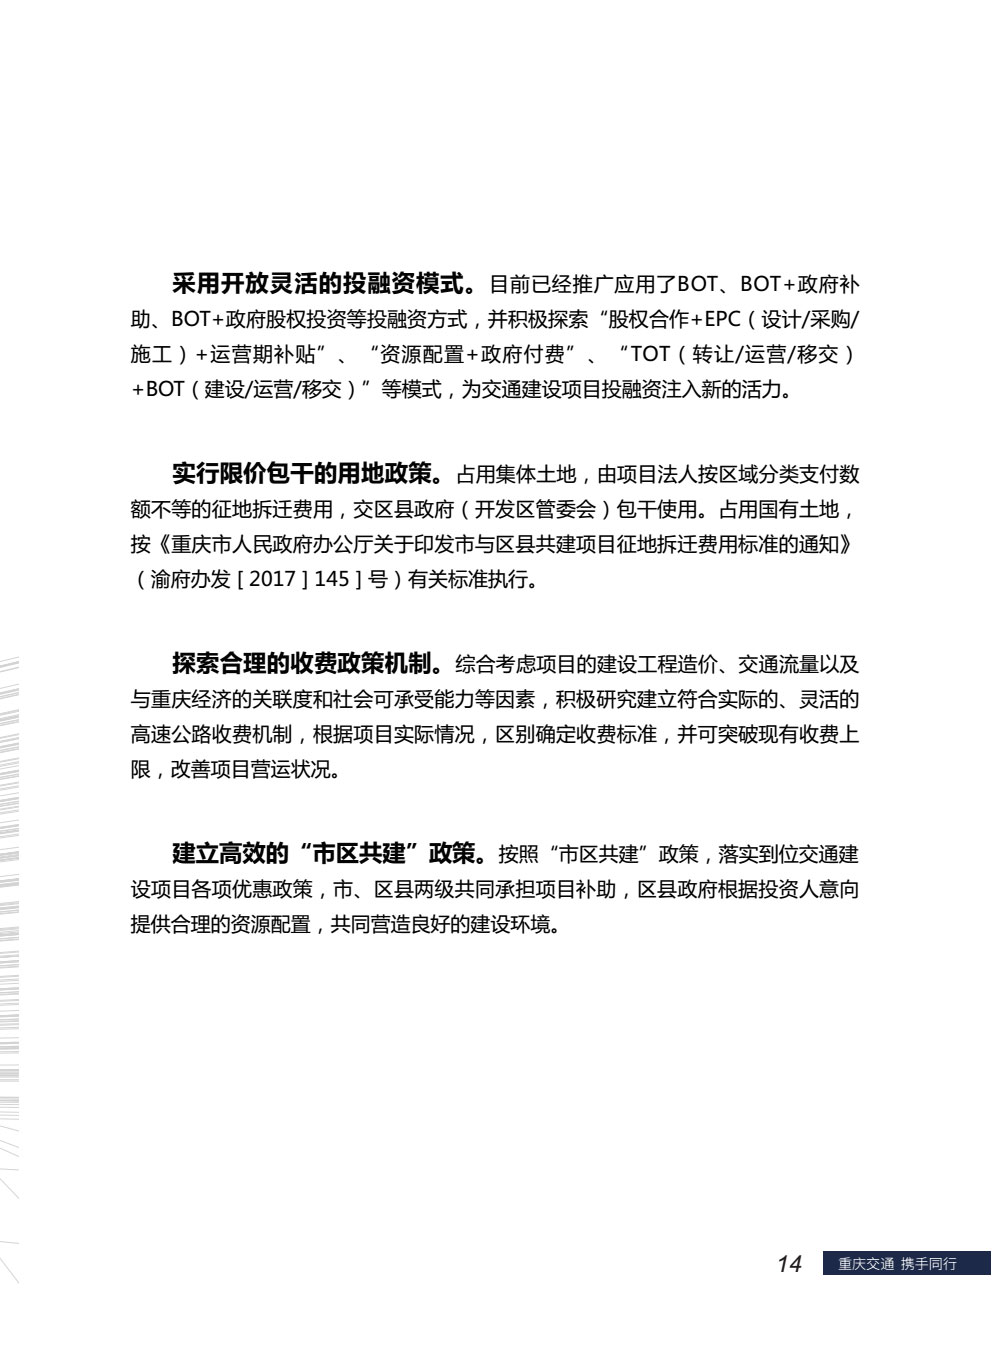 采用开放灵活的投融资模式。目前已经推广应用了BOT、BOT+政府补
助、BOT+政府股权投资等投融资方式，并积极探索“股权合作+EPC（设计/采购/
施工）+运营期补贴”、“资源配置+政府付费”、“TOT（转让/运营/移交）
+BOT（建设/运营/移交）”等模式，为交通建设项目投融资注入新的活力。
实行限价包干的用地政策。占用集体土地，由项目法人按区域分类支付数
额不等的征地拆迁费用，交区县政府（开发区管委会）包干使用。占用国有土地，
按《重庆市人民政府办公厅关于印发市与区县共建项目征地拆迁费用标准的通知》
（渝府办发［2017］145］号）有关标准执行。
探索合理的收费政策机制。综合考虑项目的建设工程造价、交通流量以及
与重庆经济的关联度和社会可承受能力等因素，积极研究建立符合实际的、灵活的
高速公路收费机制，根据项目实际情况，区别确定收费标准，并可突破现有收费上
限，改善项目营运状况。
建立高效的“市区共建”政策。按照“市区共建”政策，落实到位交通建
设项目各项优惠政策，市、区县两级共同承担项目补助，区县政府根据投资人意向
提供合理的资源配置，共同营造良好的建设环境。
14 重庆交通 携手同行